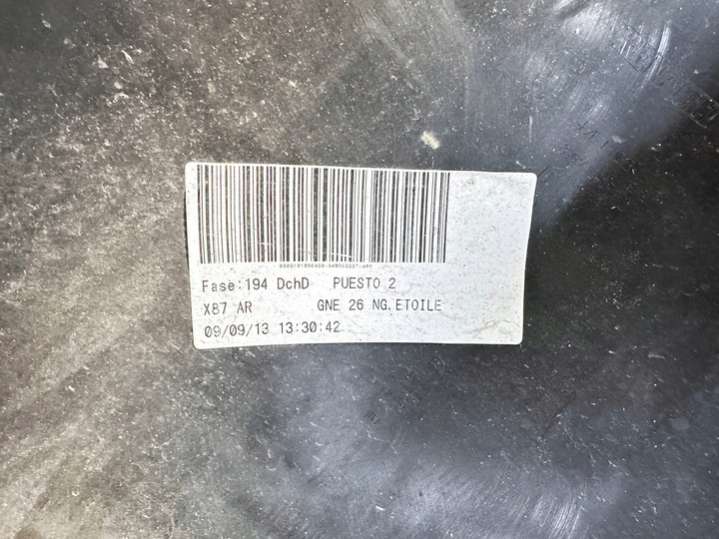 Fase:194 DchD PUESTO 2
X87 AR GNE 26 NG.ETOILE
09/09/13 13:30:42